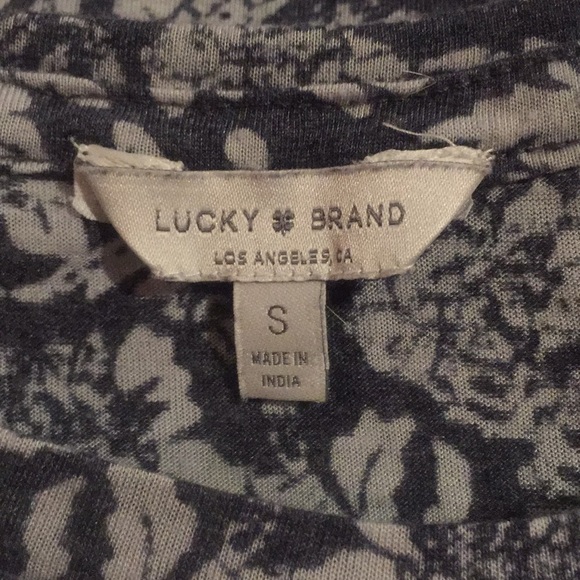 LUCKY BRAND
LOS ANGELES, CA
S
MADE IN
INDIA